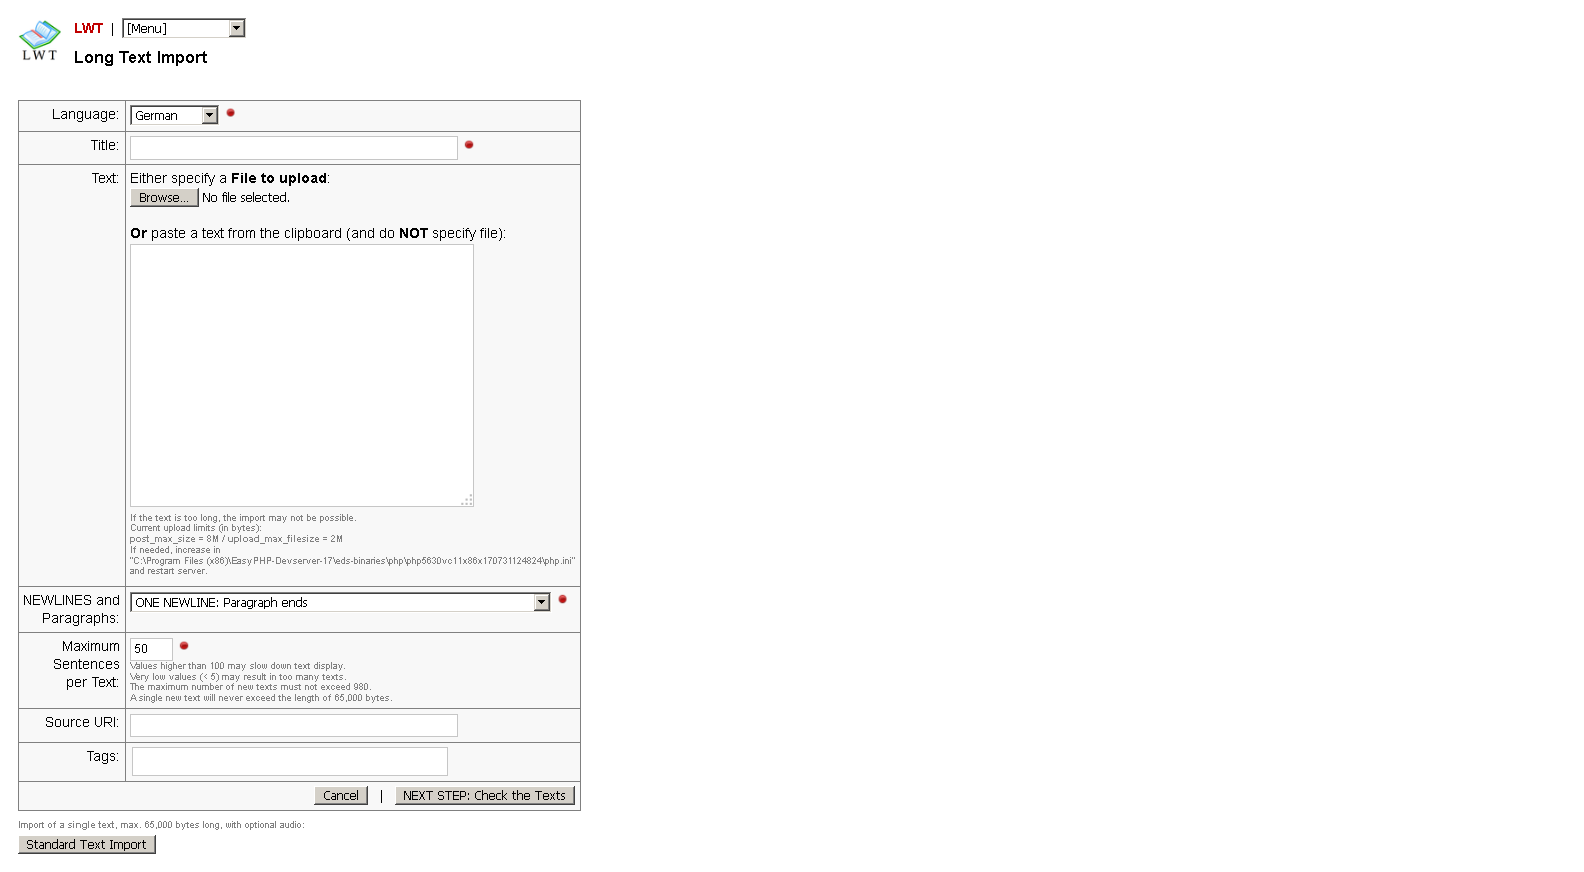 LWT | [Menu]
LWT
Long Text Import
Language: German
Title:
Text: Either specify a File to upload:
Browse... No file selected.
Or paste a text from the clipboard (and do NOT specify file):
If the text is too long, the import may not be possible.
Current upload limits (in bytes):
post_max_size = 8M / upload_max_filesize = 2M
If needed, increase in
"C:\Program Files (x86)\EasyPHP-Devserver-17\eds-binaries\php\php5630vc11x86x170731124824\php.ini"
and restart server.
NEWLINES and
Paragraphs:
ONE NEWLINE: Paragraph ends
Maximum
Sentences
per Text:
50
Values higher than 100 may slow down text display.
Very low values (< 5) may result in too many texts.
The maximum number of new texts must not exceed 980.
A single new text will never exceed the length of 65,000 bytes.
Source URI:
Tags:
Cancel | NEXT STEP: Check the Texts
Import of a single text, max. 65,000 bytes long, with optional audio:
Standard Text Import